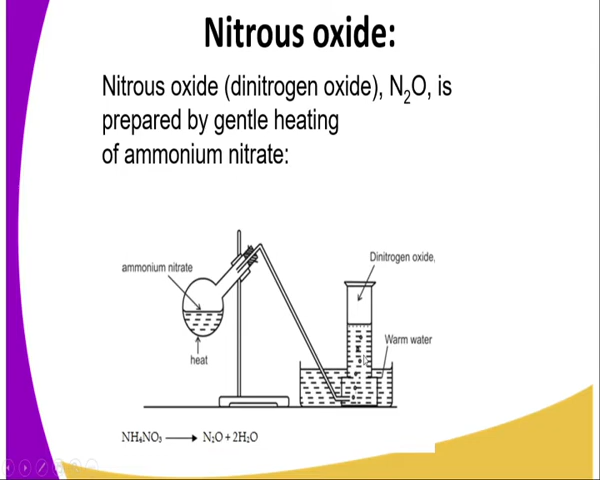 Nitrous oxide:
Nitrous oxide (dinitrogen oxide), N₂O, is
prepared by gentle heating
of ammonium nitrate:
ammonium nitrate
Dinitrogen oxide,
Warm water
heat
NH₄NO₃ ⟶ N₂O + 2H₂O